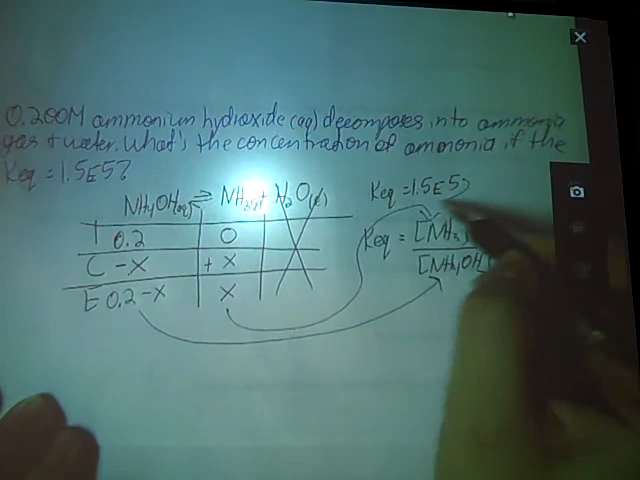 0.200M ammonium hydroxide (aq) decomposes into ammonia
gas + water. What's the concentration of ammonia if the
Keq = 1.5E5?
NH4OH(aq) ⇌ NH3(g) + H2O(l)
Keq = 1.5E5
I 0.2 0
Keq = [NH3]
C -x +x
[NH4OH]
E 0.2-x x